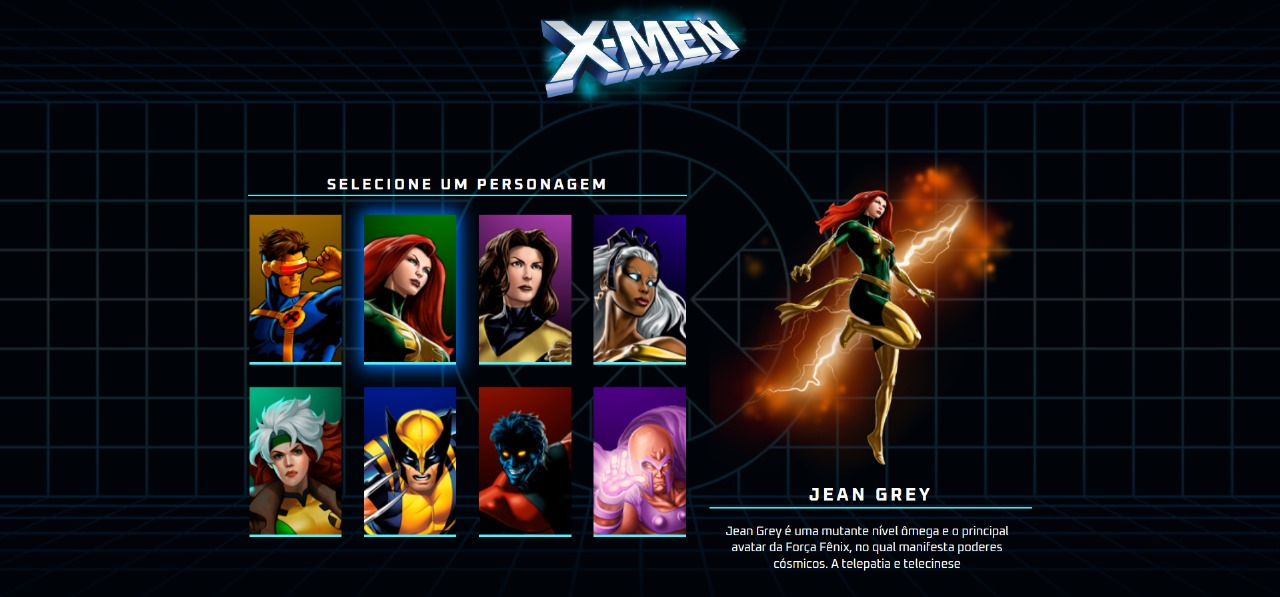 X-MEN
SELECIONE UM PERSONAGEM
JEAN GREY
Jean Grey é uma mutante nível ômega e o principal
avatar da Força Fênix, no qual manifesta poderes
cósmicos. A telepatia e telecinese